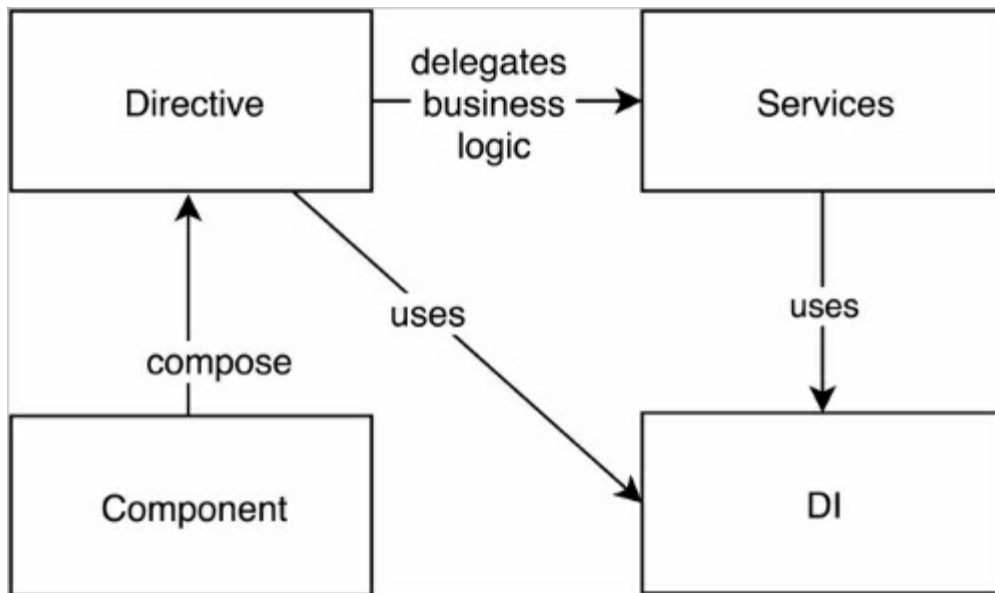 Directive
delegates
business
logic
Services
uses
uses
compose
Component
DI